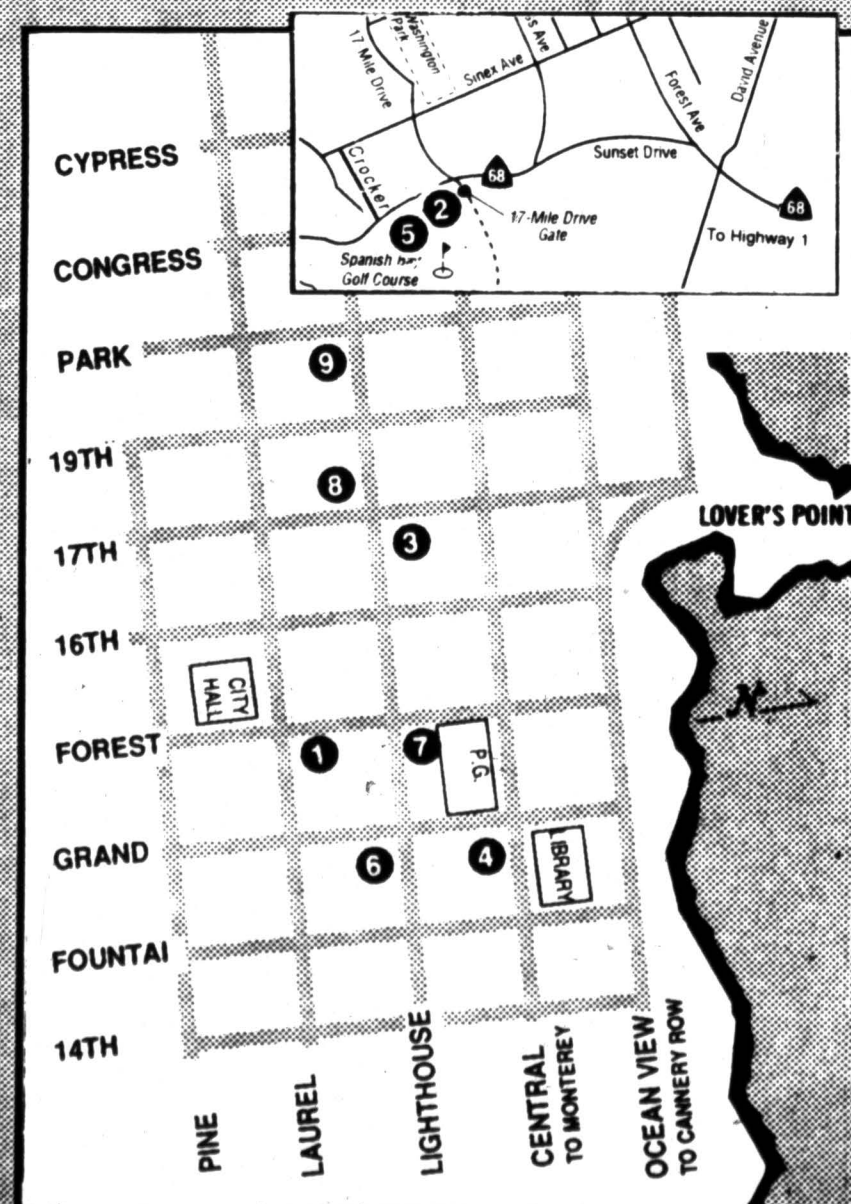 Washington
Park
17 Mile Drive
Sinex Ave
ss Ave
Forest Ave
David Avenue
Crocker
Sunset Drive
68
68
2
5
17-Mile Drive
Gate
To Highway 1
Spanish Bay
Golf Course
CYPRESS
CONGRESS
PARK
9
19TH
8
LOVER'S POINT
17TH
3
16TH
CITY
HALL
N
FOREST
1
7
P.G.
GRAND
6
4
LIBRARY
FOUNTAI
14TH
PINE
LAUREL
LIGHTHOUSE
CENTRAL
TO MONTEREY
OCEAN VIEW
TO CANNERY ROW